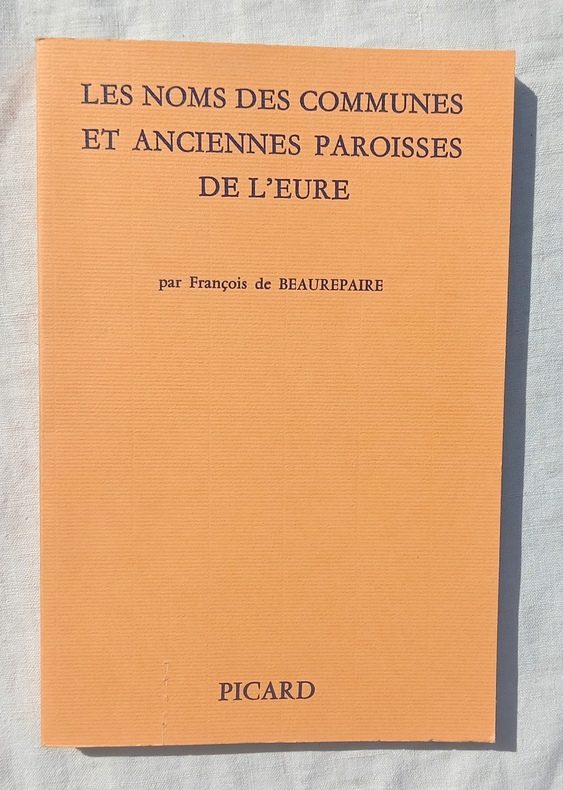 LES NOMS DES COMMUNES
ET ANCIENNES PAROISSES
DE L'EURE
par François de BEAUREPAIRE
PICARD